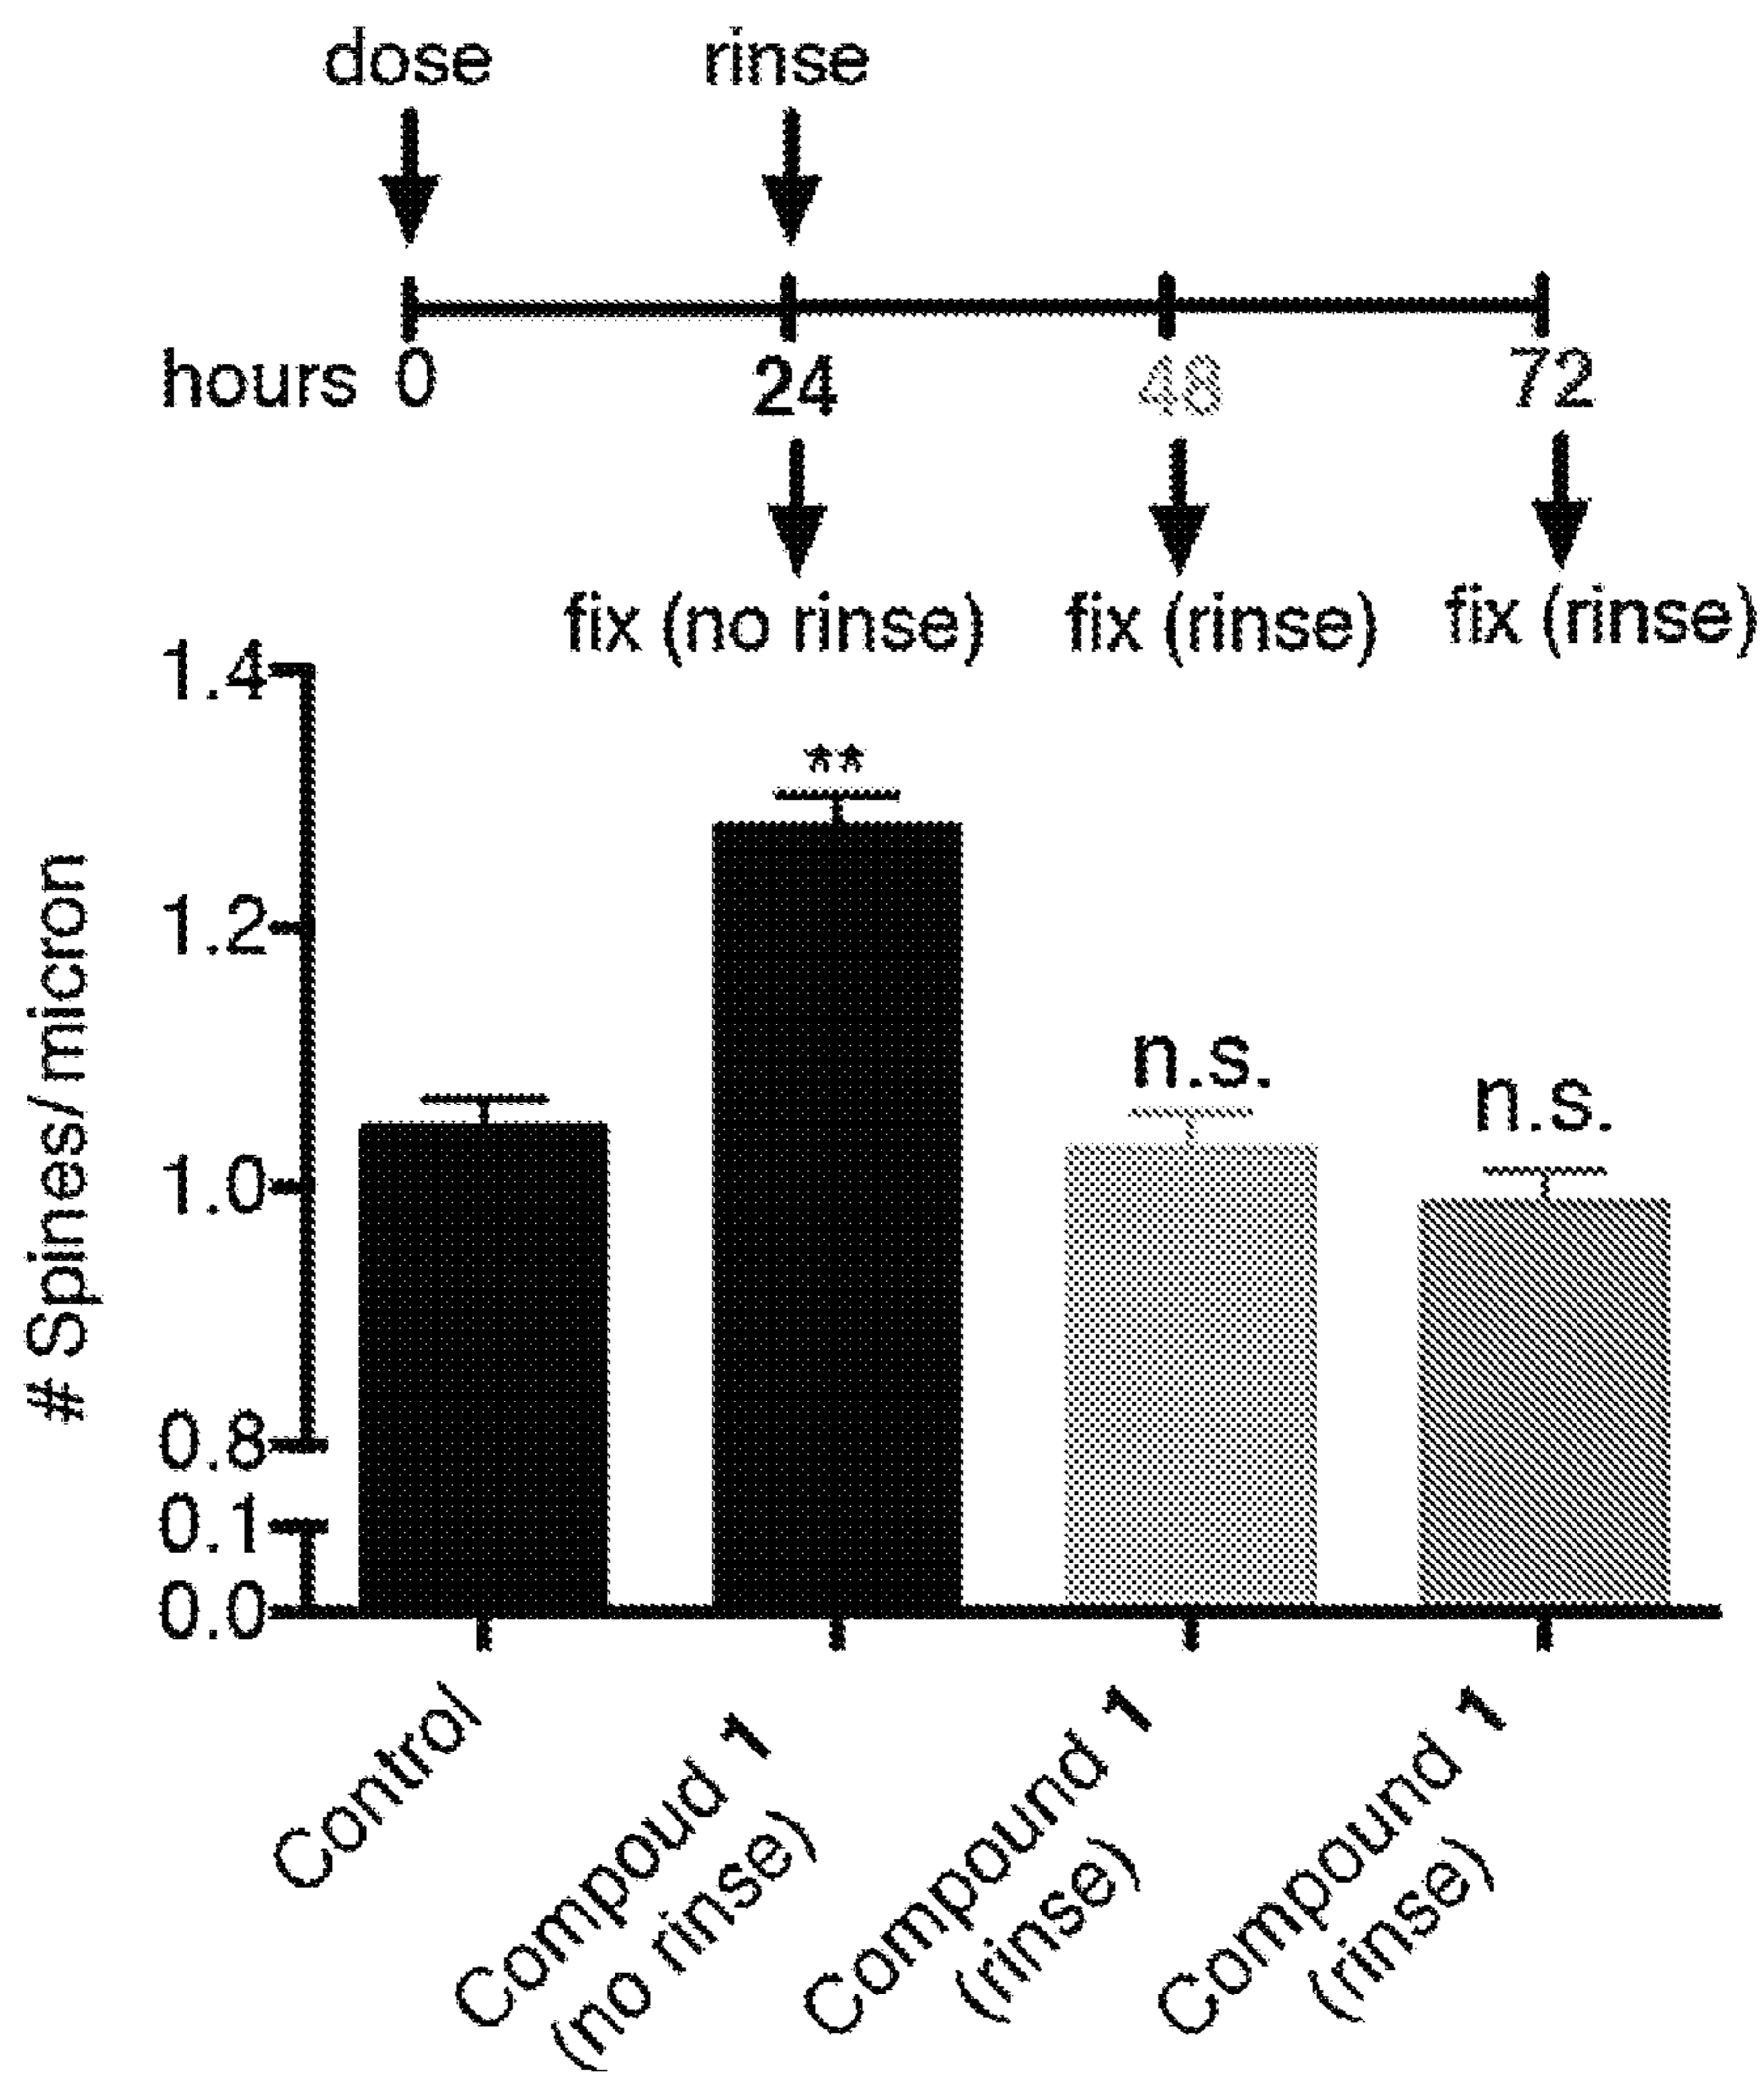 dose rinse
hours 0 24 48 72
fix (no rinse) fix (rinse) fix (rinse)
1.4
**
1.2
n.s.
n.s.
1.0
0.8
0.1
0.0
# Spines/micron
Control
Compoud 1
(no rinse)
Compound 1
(rinse)
Compound 1
(rinse)